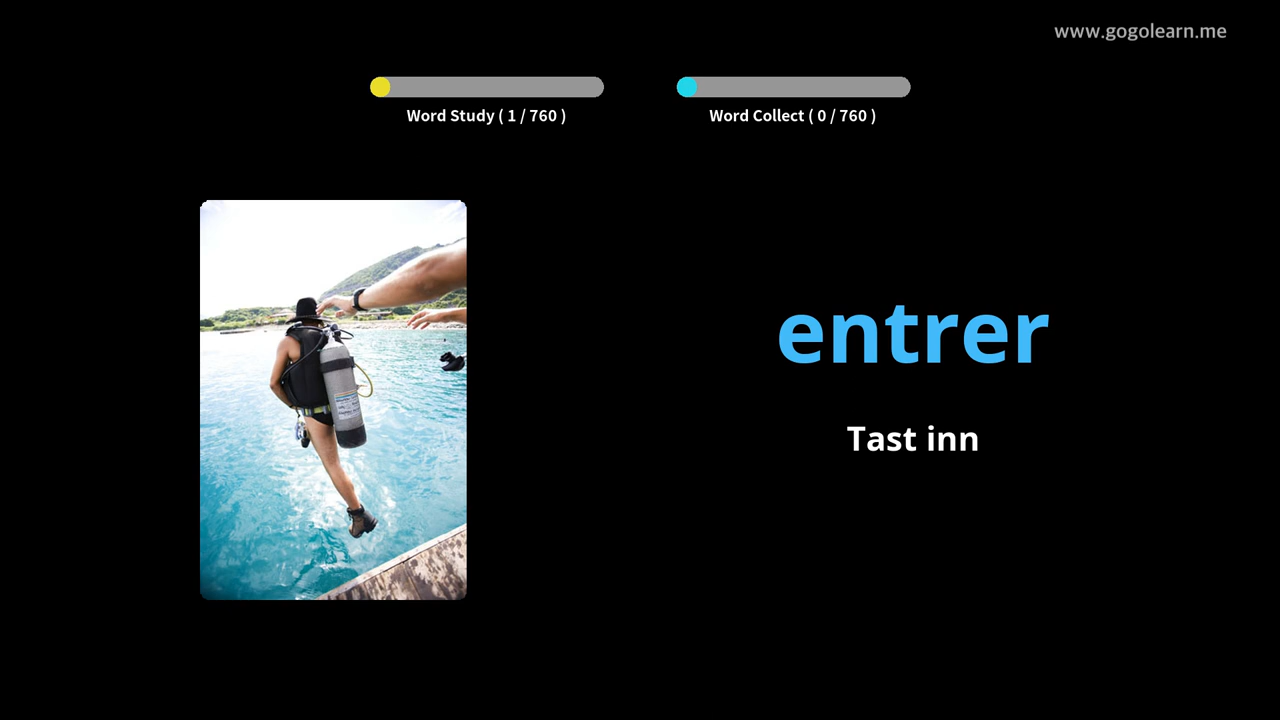 www.gogolearn.me
Word Study ( 1 / 760 )
Word Collect ( 0 / 760 )
entrer
Tast inn